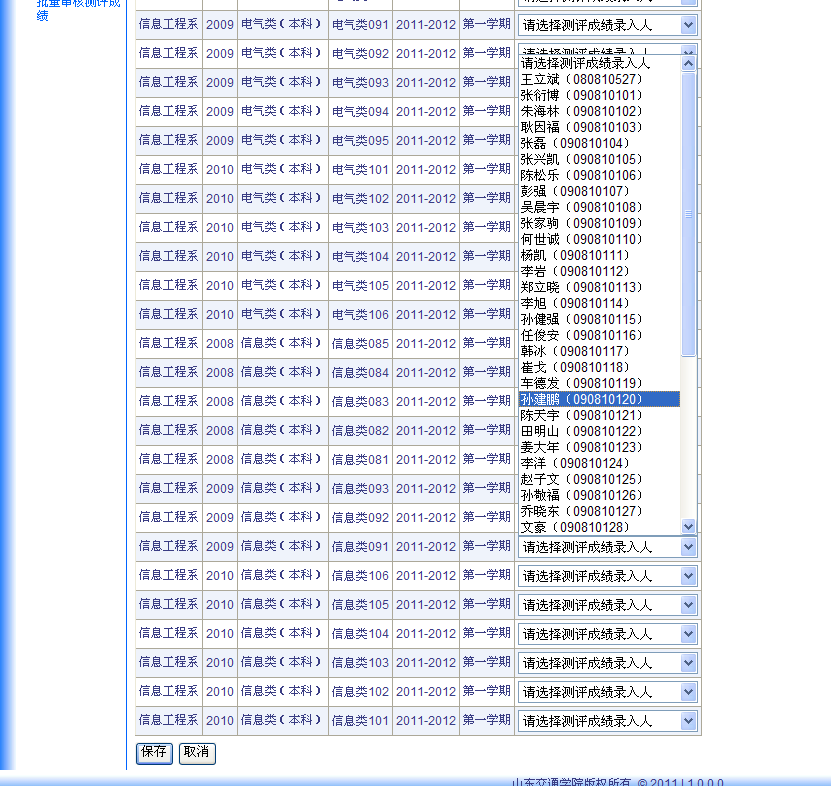 批量审核测评成
绩
信息工程系 2009 电气类（本科） 电气类091 2011-2012 第一学期 请选择测评成绩录入人
信息工程系 2009 电气类（本科） 电气类092 2011-2012 第一学期 请选择测评成绩录入人
信息工程系 2009 电气类（本科） 电气类093 2011-2012 第一学期
信息工程系 2009 电气类（本科） 电气类094 2011-2012 第一学期
信息工程系 2009 电气类（本科） 电气类095 2011-2012 第一学期
信息工程系 2010 电气类（本科） 电气类101 2011-2012 第一学期
信息工程系 2010 电气类（本科） 电气类102 2011-2012 第一学期
信息工程系 2010 电气类（本科） 电气类103 2011-2012 第一学期
信息工程系 2010 电气类（本科） 电气类104 2011-2012 第一学期
信息工程系 2010 电气类（本科） 电气类105 2011-2012 第一学期
信息工程系 2010 电气类（本科） 电气类106 2011-2012 第一学期
信息工程系 2008 信息类（本科） 信息类085 2011-2012 第一学期
信息工程系 2008 信息类（本科） 信息类084 2011-2012 第一学期
信息工程系 2008 信息类（本科） 信息类083 2011-2012 第一学期
信息工程系 2008 信息类（本科） 信息类082 2011-2012 第一学期
信息工程系 2008 信息类（本科） 信息类081 2011-2012 第一学期
信息工程系 2009 信息类（本科） 信息类093 2011-2012 第一学期
信息工程系 2009 信息类（本科） 信息类092 2011-2012 第一学期
请选择测评成绩录入人
王立斌（080810527）
张衍博（090810101）
朱海林（090810102）
耿因福（090810103）
张磊（090810104）
张兴凯（090810105）
陈松乐（090810106）
彭强（090810107）
吴晨宇（090810108）
张家驹（090810109）
何世诚（090810110）
杨凯（090810111）
李岩（090810112）
郑立晓（090810113）
李旭（090810114）
孙健强（090810115）
任俊安（090810116）
韩冰（090810117）
崔戈（090810118）
车德发（090810119）
孙建鹏（090810120）
陈天宇（090810121）
田明山（090810122）
姜大年（090810123）
李洋（090810124）
赵子文（090810125）
孙敬福（090810126）
乔晓东（090810127）
文豪（090810128）
信息工程系 2009 信息类（本科） 信息类091 2011-2012 第一学期 请选择测评成绩录入人
信息工程系 2010 信息类（本科） 信息类106 2011-2012 第一学期 请选择测评成绩录入人
信息工程系 2010 信息类（本科） 信息类105 2011-2012 第一学期 请选择测评成绩录入人
信息工程系 2010 信息类（本科） 信息类104 2011-2012 第一学期 请选择测评成绩录入人
信息工程系 2010 信息类（本科） 信息类103 2011-2012 第一学期 请选择测评成绩录入人
信息工程系 2010 信息类（本科） 信息类102 2011-2012 第一学期 请选择测评成绩录入人
信息工程系 2010 信息类（本科） 信息类101 2011-2012 第一学期 请选择测评成绩录入人
保存 取消
山东交通学院版权所有 © 2011 | 1.0.0.0